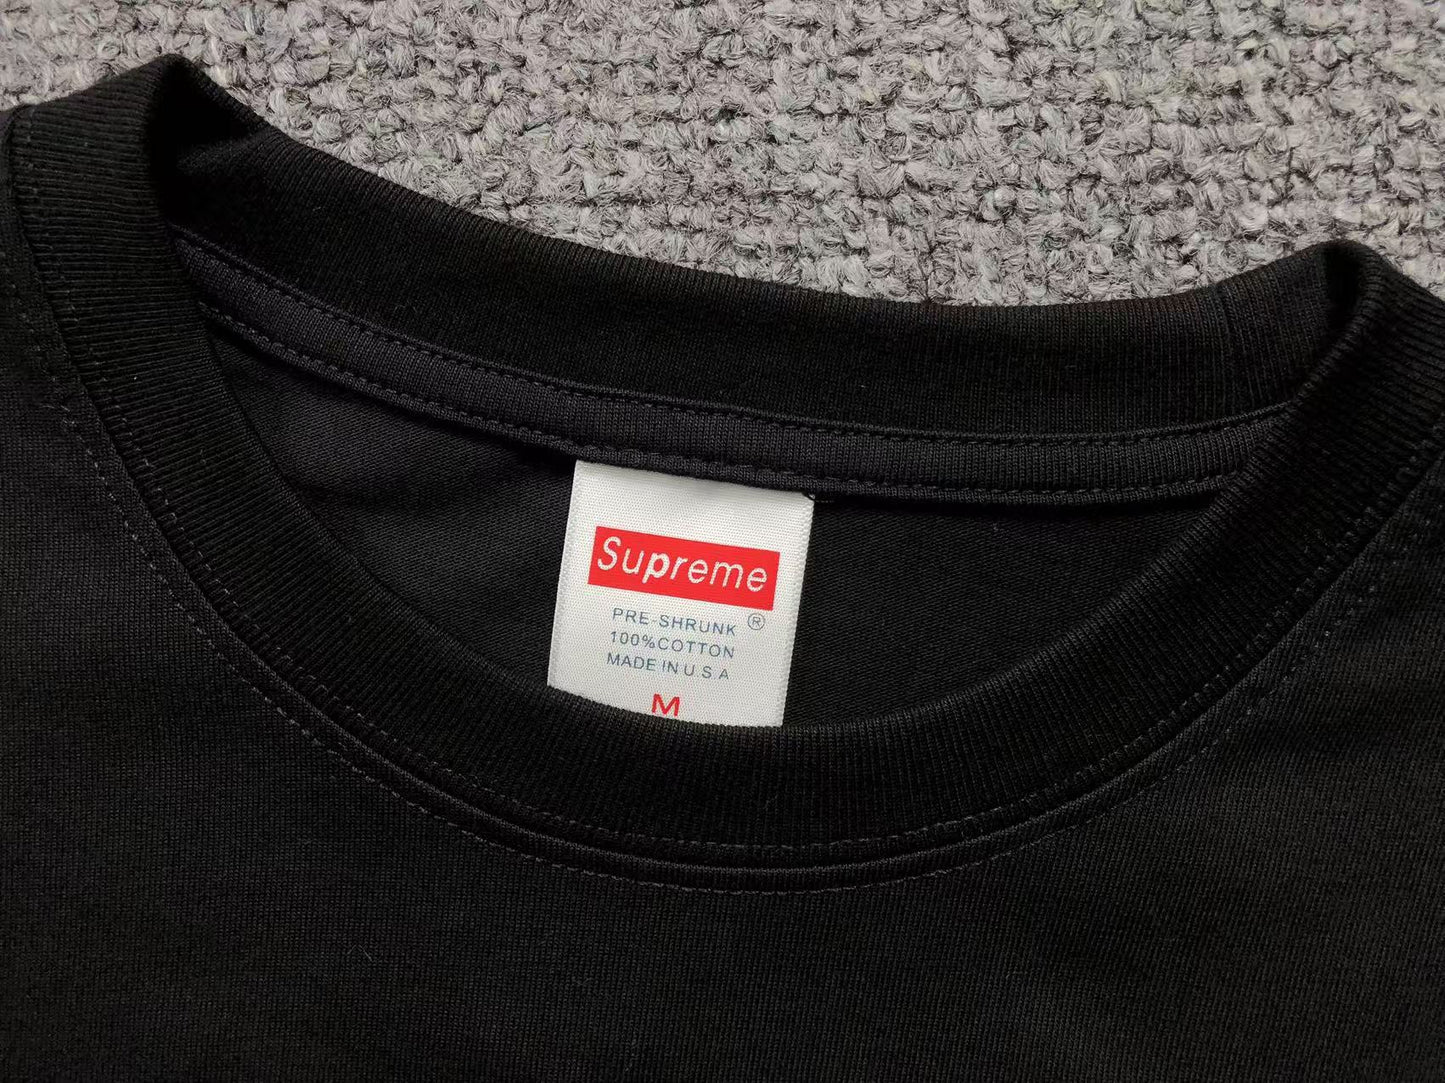 Supreme
PRE-SHRUNK ®
100%COTTON
MADE IN U S A
M